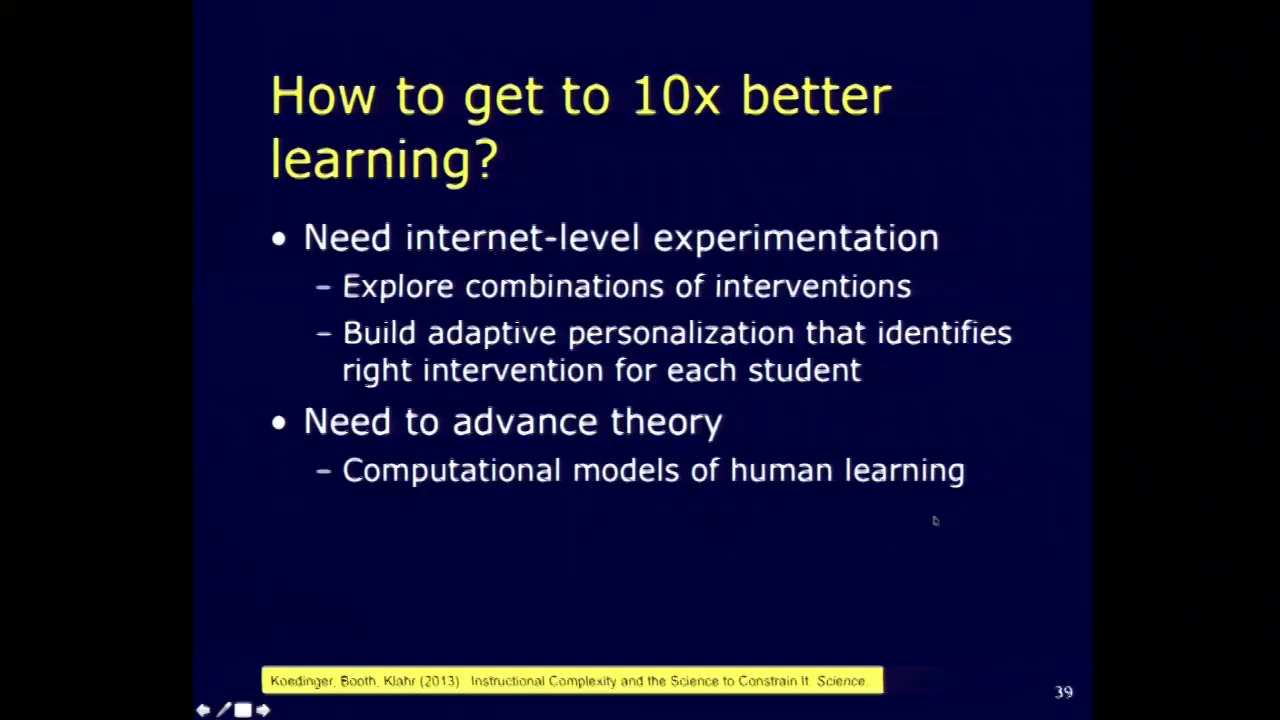 How to get to 10x better
learning?
• Need internet-level experimentation
– Explore combinations of interventions
– Build adaptive personalization that identifies
right intervention for each student
• Need to advance theory
– Computational models of human learning
Koedinger, Booth, Klahr (2013) Instructional Complexity and the Science to Constrain It. Science.
39